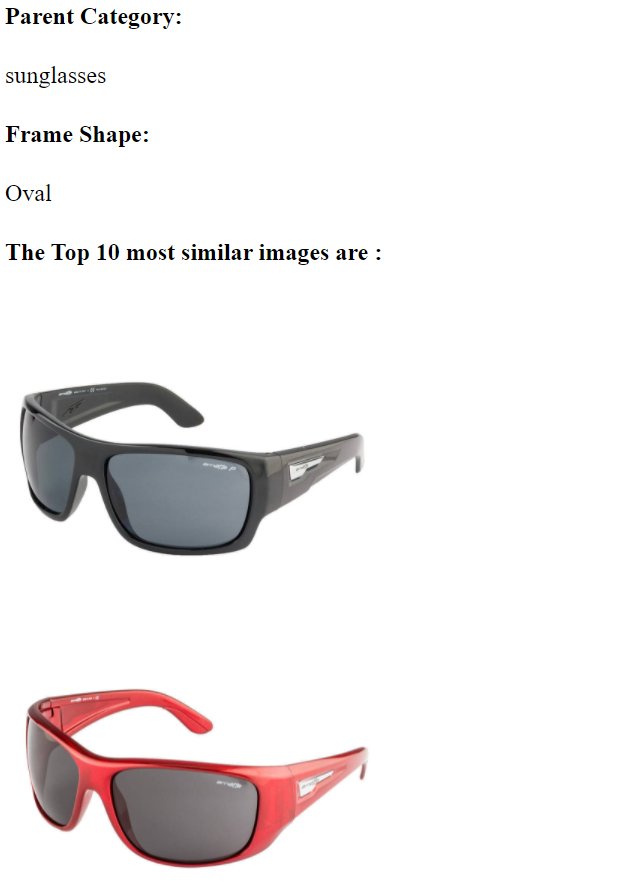 Parent Category:
sunglasses
Frame Shape:
Oval
The Top 10 most similar images are :